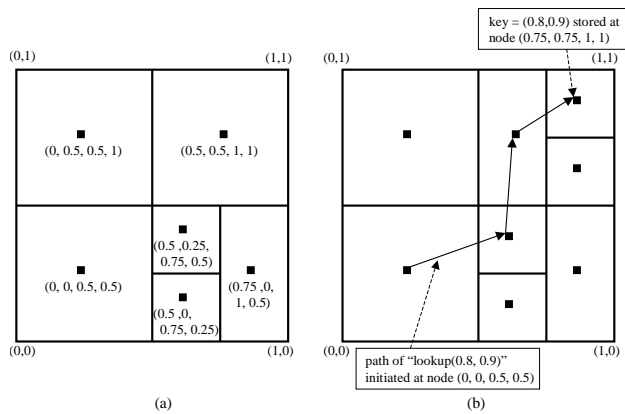 key = (0.8,0.9) stored at
node (0.75, 0.75, 1, 1)
(0,1)
(1,1)
(0,1)
(1,1)
(0, 0.5, 0.5, 1)
(0.5, 0.5, 1, 1)
(0.5 ,0.25,
0.75, 0.5)
(0, 0, 0.5, 0.5)
(0.75 ,0,
1, 0.5)
(0.5 ,0,
0.75, 0.25)
(0,0)
(1,0)
(0,0)
(1,0)
path of “lookup(0.8, 0.9)”
initiated at node (0, 0, 0.5, 0.5)
(a)
(b)